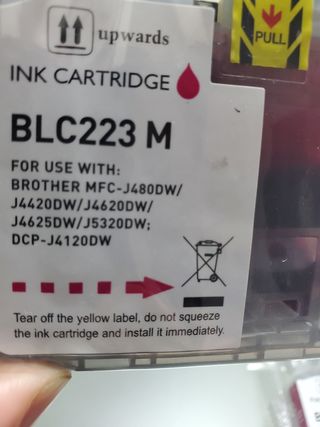 upwards
PULL
INK CARTRIDGE
BLC223 M
FOR USE WITH:
BROTHER MFC-J480DW/
J4420DW/J4620DW/
J4625DW/J5320DW;
DCP-J4120DW
Tear off the yellow label, do not squeeze
the ink cartridge and install it immediately.